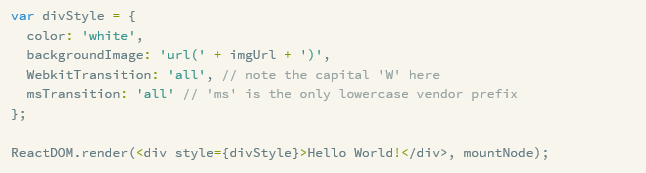 var divStyle = {
  color: 'white',
  backgroundImage: 'url(' + imgUrl + ')',
  WebkitTransition: 'all', // note the capital 'W' here
  msTransition: 'all' // 'ms' is the only lowercase vendor prefix
};

ReactDOM.render(<div style={divStyle}>Hello World!</div>, mountNode);